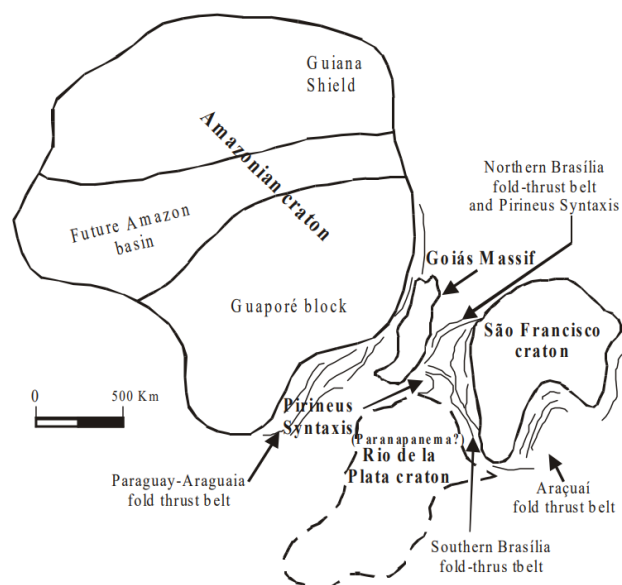 Guiana
Shield
Amazonian craton
Northern Brasília
fold-thrust belt
and Pirineus Syntaxis
Future Amazon
basin
Goiás Massif
Guaporé block
São Francisco
craton
0 500 Km
Pirineus
Syntaxis
(Paranapanema?)
Rio de la
Plata craton
Paraguay-Araguaia
fold thrust belt
Araçuaí
fold thrust belt
Southern Brasília
fold-thrus tbelt